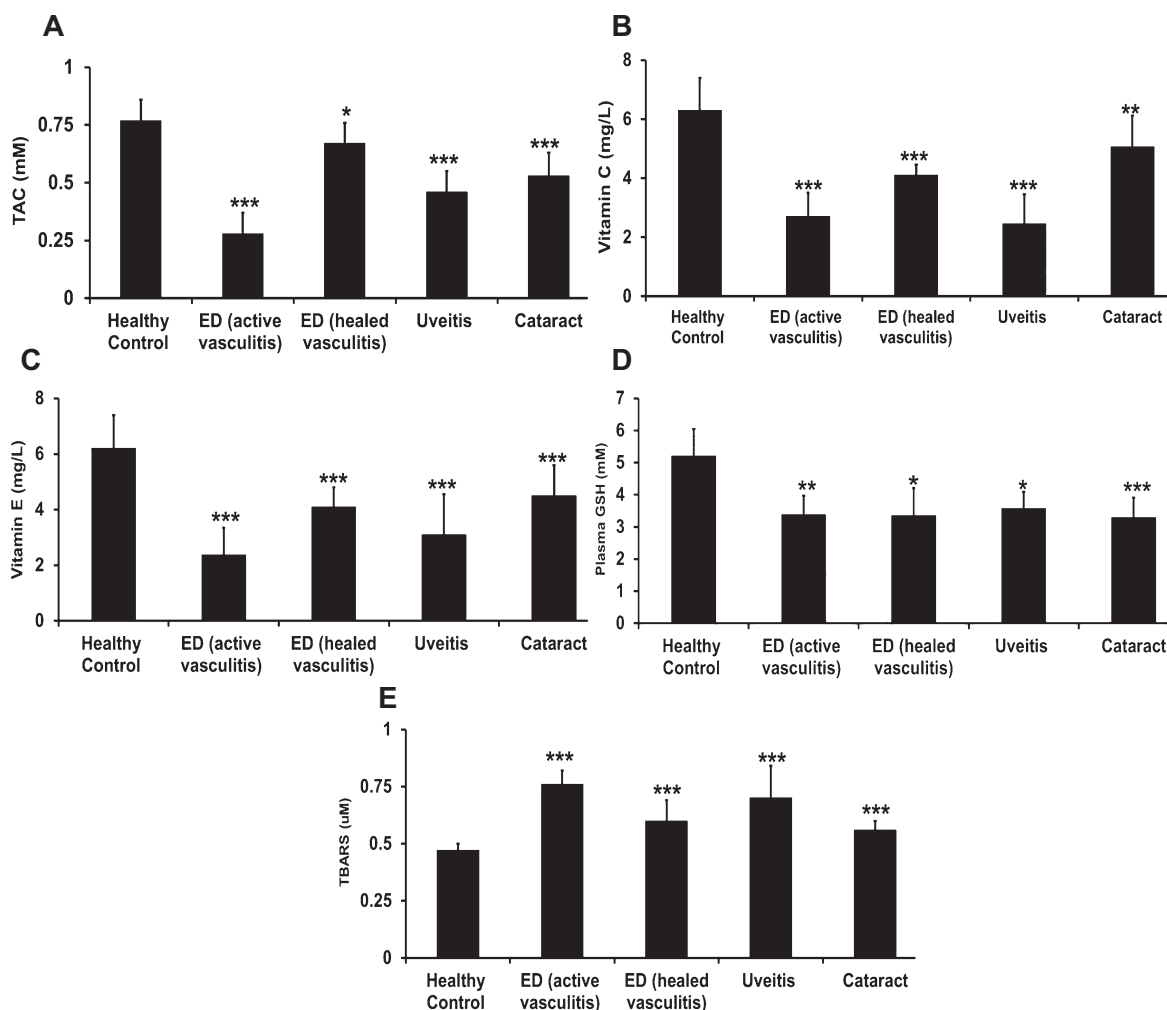 A
TAC (mM)
1
0.75
0.5
0.25
0
***
*
***
***
Healthy
Control
ED (active
vasculitis)
ED (healed
vasculitis)
Uveitis
Cataract
B
Vitamin C (mg/L)
8
6
4
2
0
***
***
***
**
Healthy
Control
ED (active
vasculitis)
ED (healed
vasculitis)
Uveitis
Cataract
C
Vitamin E (mg/L)
8
6
4
2
0
***
***
***
***
Healthy
Control
ED (active
vasculitis)
ED (healed
vasculitis)
Uveitis
Cataract
D
Plasma GSH (mM)
7
6
5
4
3
2
1
0
**
*
*
***
Healthy
Control
ED (active
vasculitis)
ED (healed
vasculitis)
Uveitis
Cataract
E
TBARS (uM)
1
0.75
0.5
0.25
0
***
***
***
***
Healthy
Control
ED (active
vasculitis)
ED (healed
vasculitis)
Uveitis
Cataract